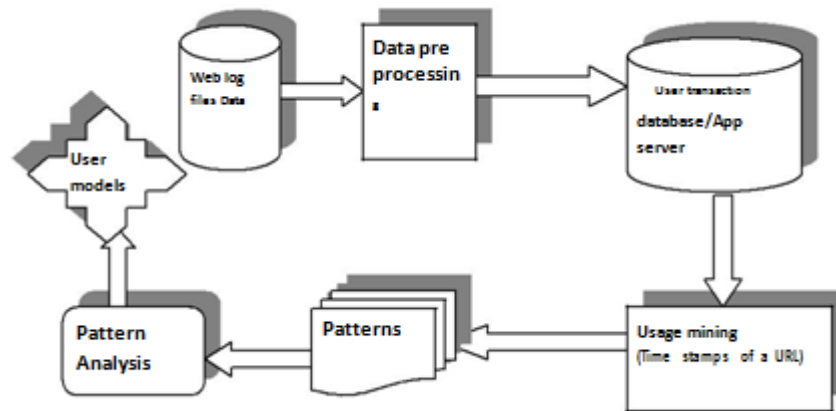 Web log
files Data
Data pre
processin
g
User transaction
database/App
server
Usage mining
(Time stamps of a URL)
Patterns
Pattern
Analysis
User
models